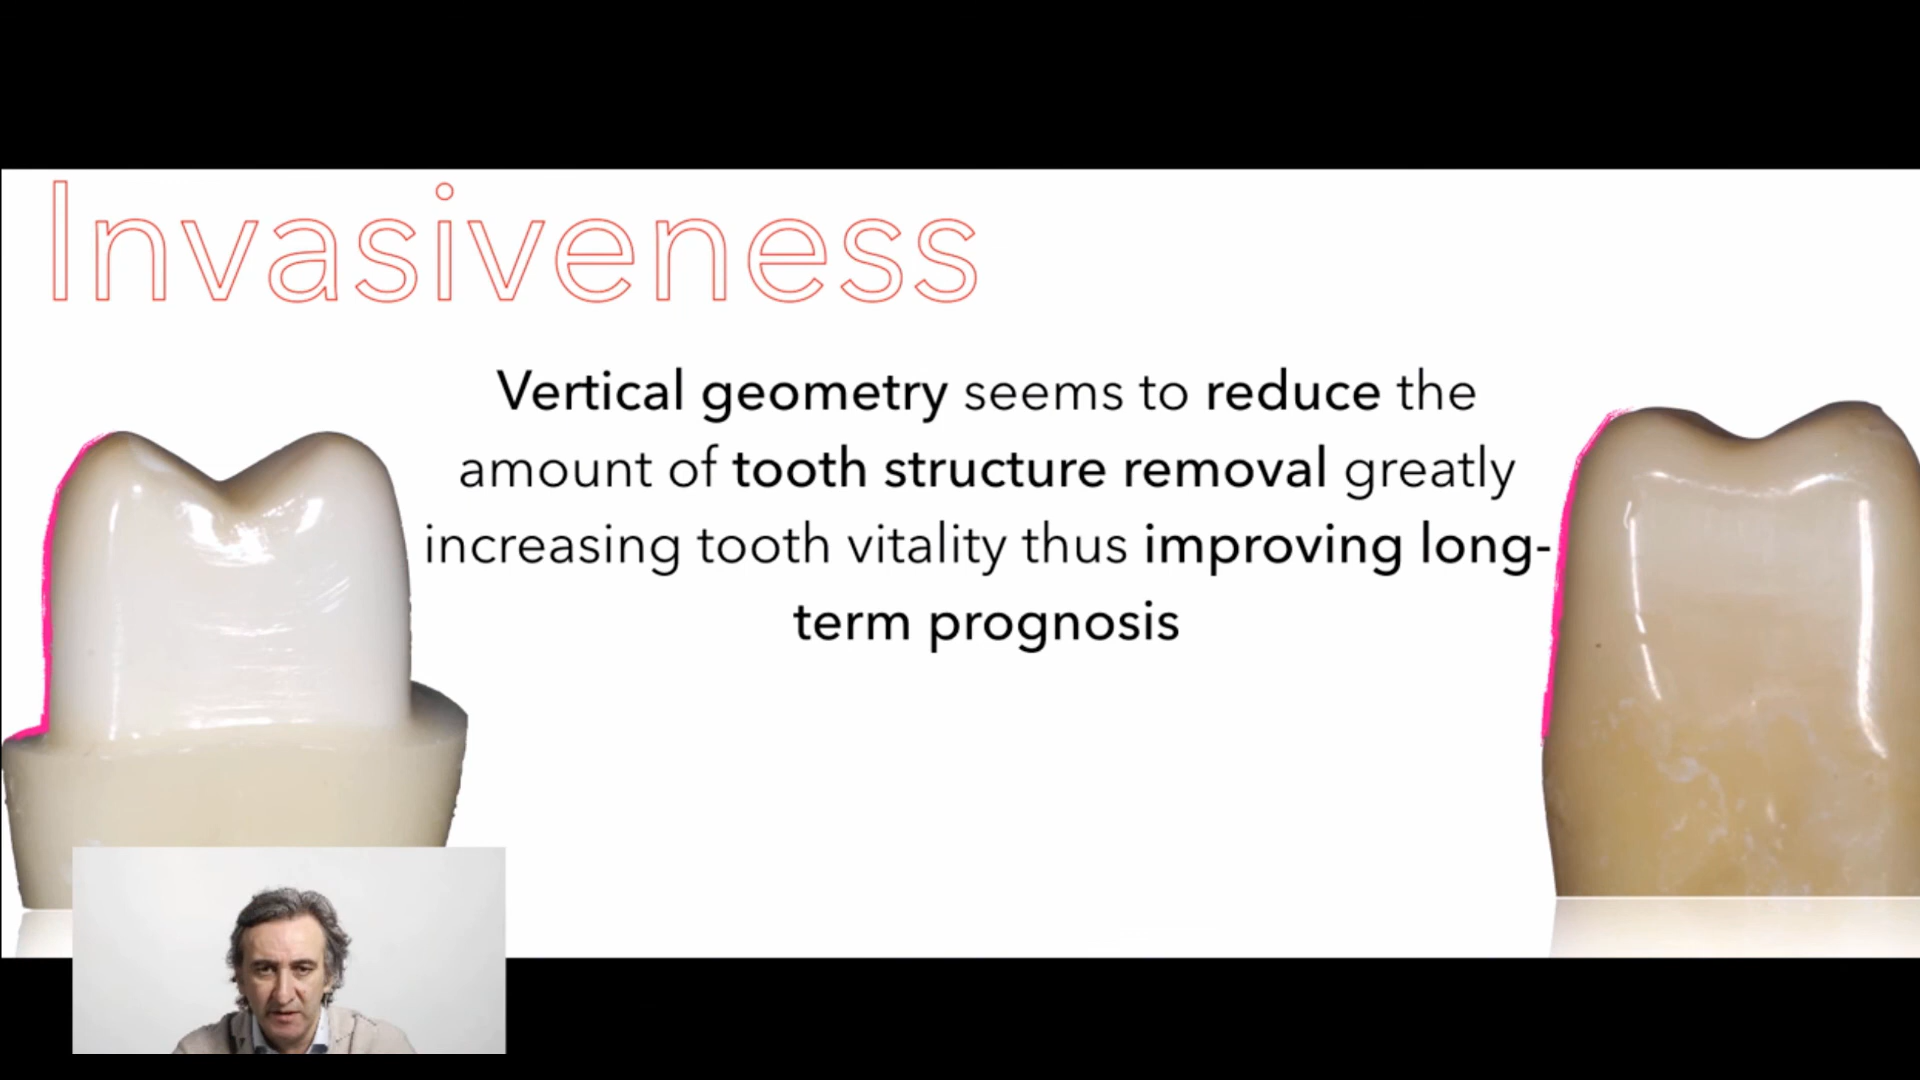 Invasiveness
Vertical geometry seems to reduce the
amount of tooth structure removal greatly
increasing tooth vitality thus improving long-
term prognosis